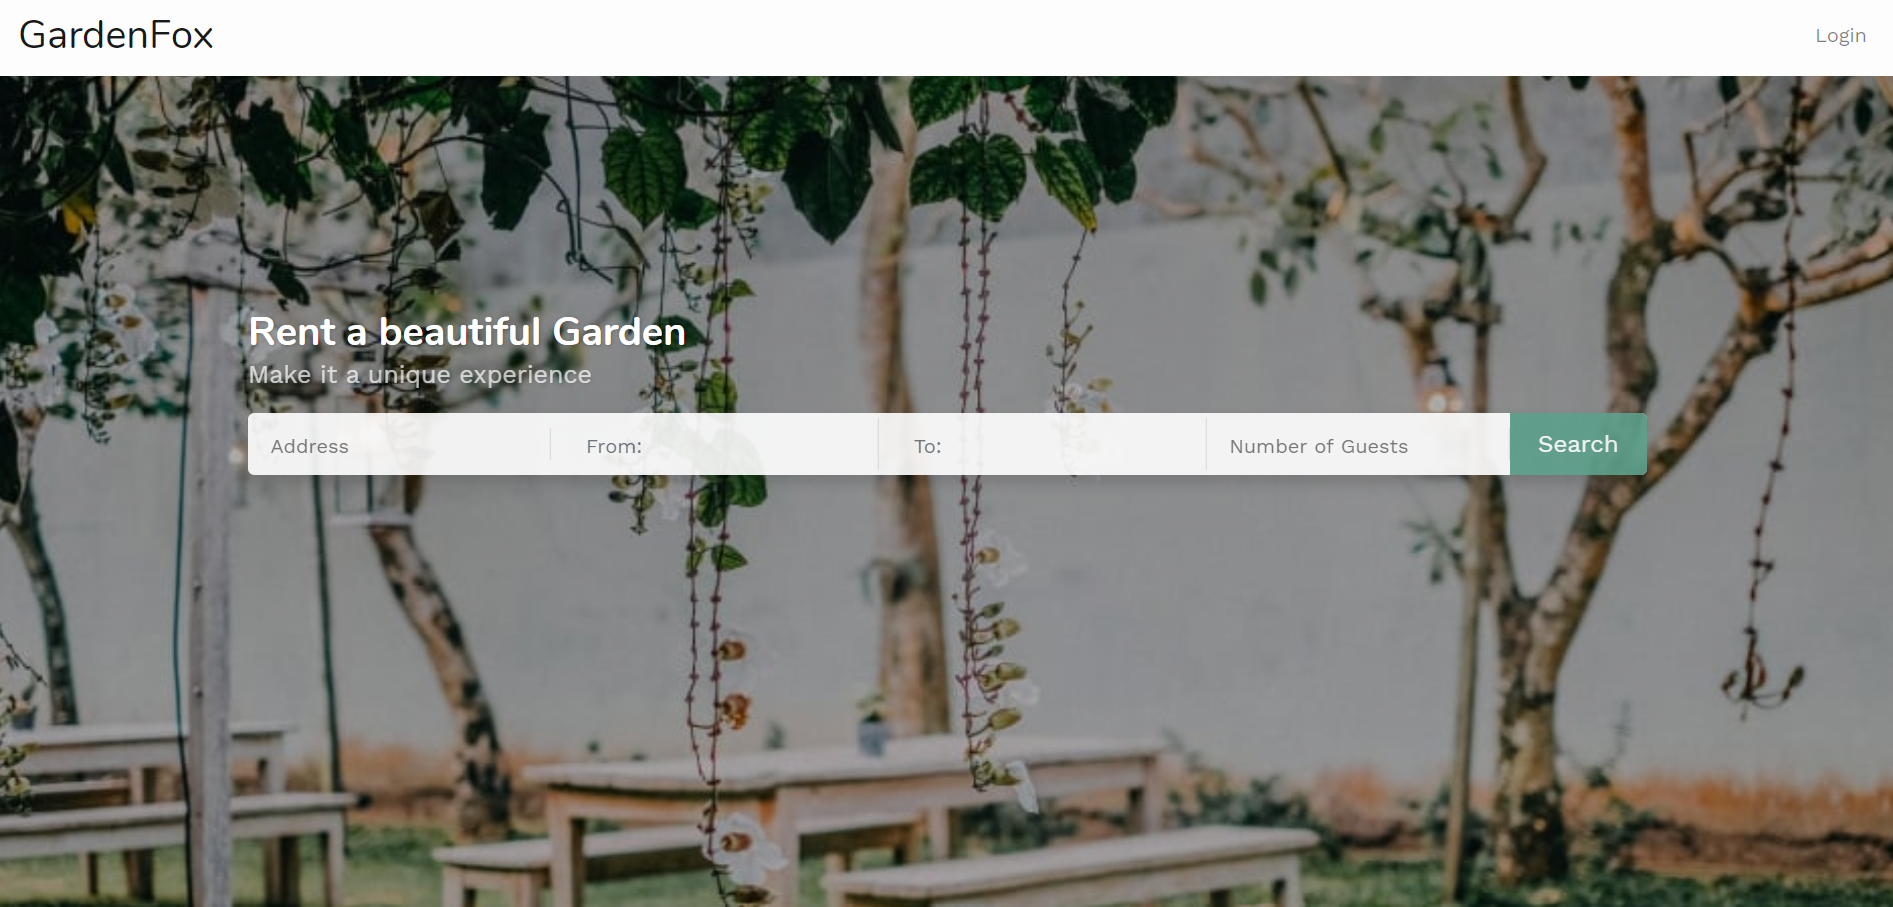 GardenFox
Login
Rent a beautiful Garden
Make it a unique experience
Address
From:
To:
Number of Guests
Search